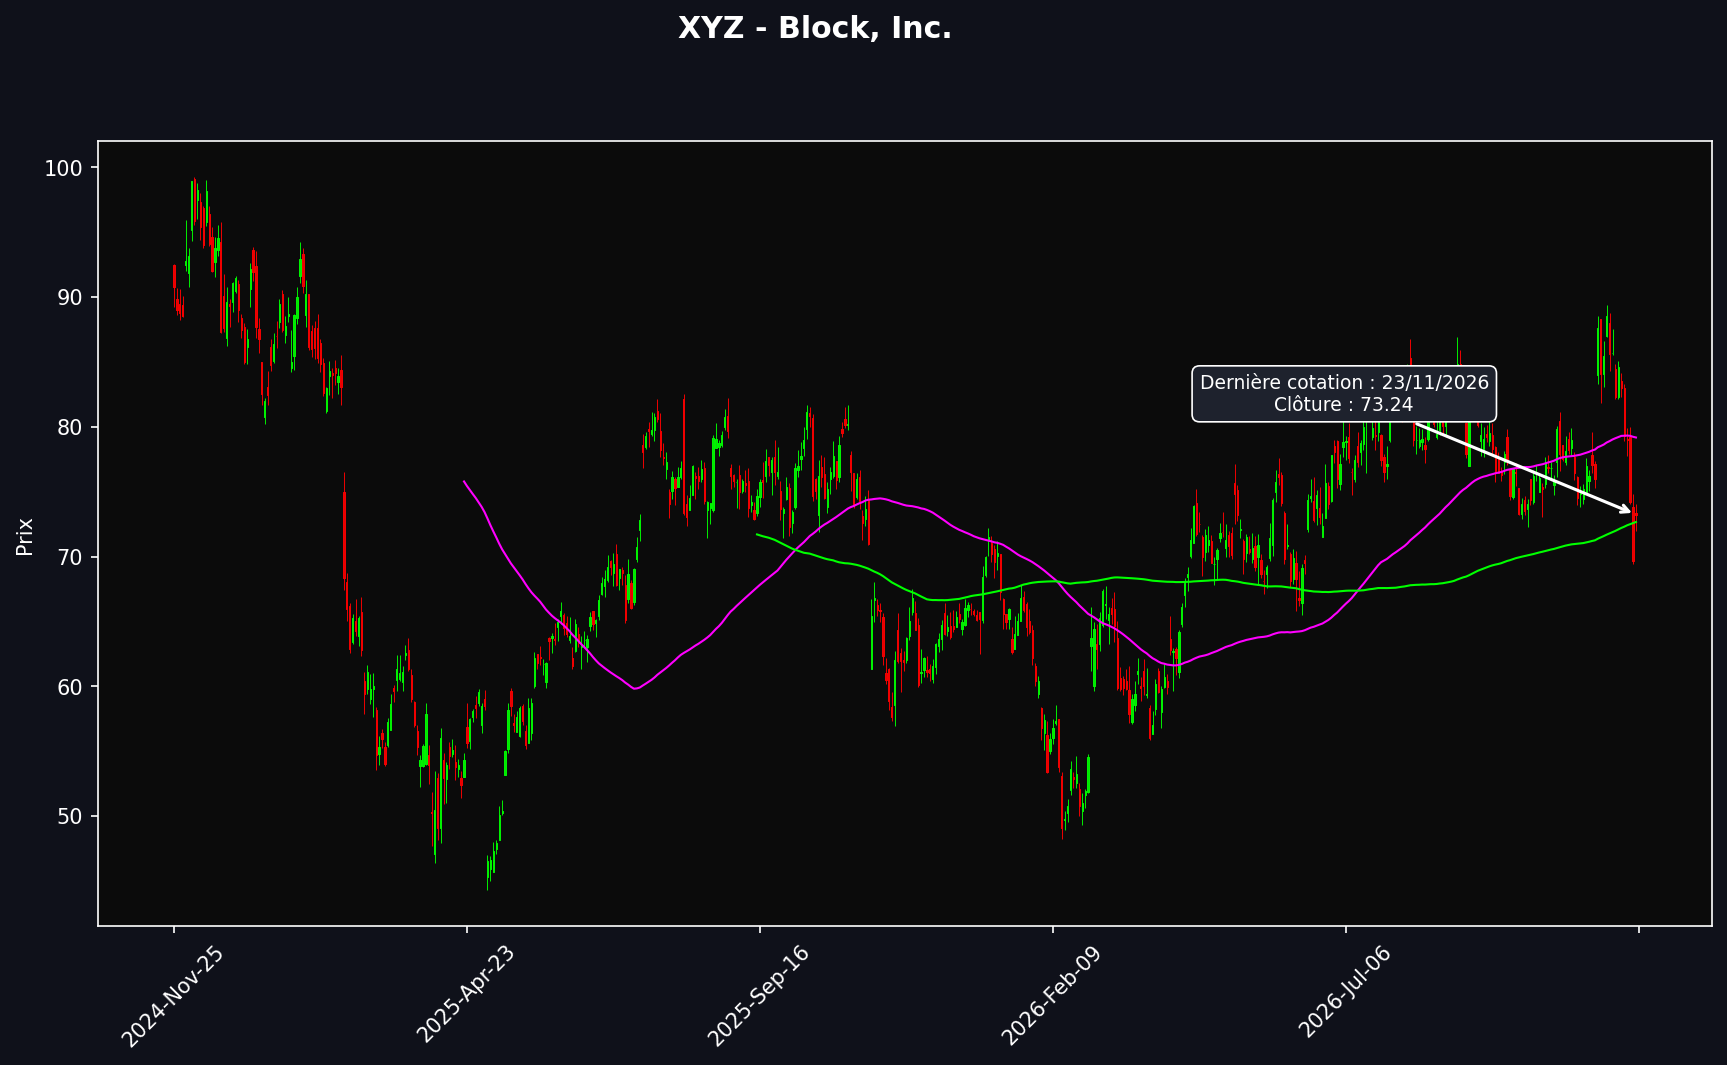 XYZ - Block, Inc.
Prix
100
90
80
70
60
50
Dernière cotation : 23/11/2026
Clôture : 73.24
2024-Nov-25
2025-Apr-23
2025-Sep-16
2026-Feb-09
2026-Jul-06